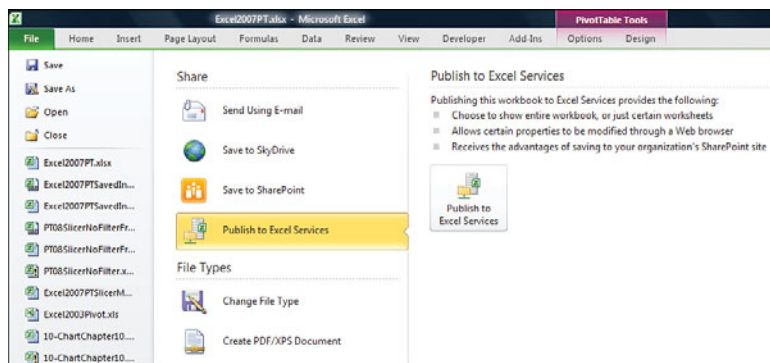 Excel2007PT.xlsx - Microsoft Excel
PivotTable Tools
File Home Insert Page Layout Formulas Data Review View Developer Add-Ins Options Design
Save
Save As
Open
Close
Excel2007PT.xlsx
Excel2007PTSavedIn...
Excel2007PTSavedIn...
PT08SlicerNoFilterFr...
PT08SlicerNoFilterFr...
PT08SlicerNoFilter.x...
Excel2007PTSlicerM...
Excel2003Pivot.xls
10-ChartChapter10....
10-ChartChapter10....
Share
Send Using E-mail
Save to SkyDrive
Save to SharePoint
Publish to Excel Services
File Types
Change File Type
Create PDF/XPS Document
Publish to Excel Services
Publishing this workbook to Excel Services provides the following:
Choose to show entire workbook, or just certain worksheets
Allows certain properties to be modified through a Web browser
Receives the advantages of saving to your organization's SharePoint site
Publish to
Excel Services